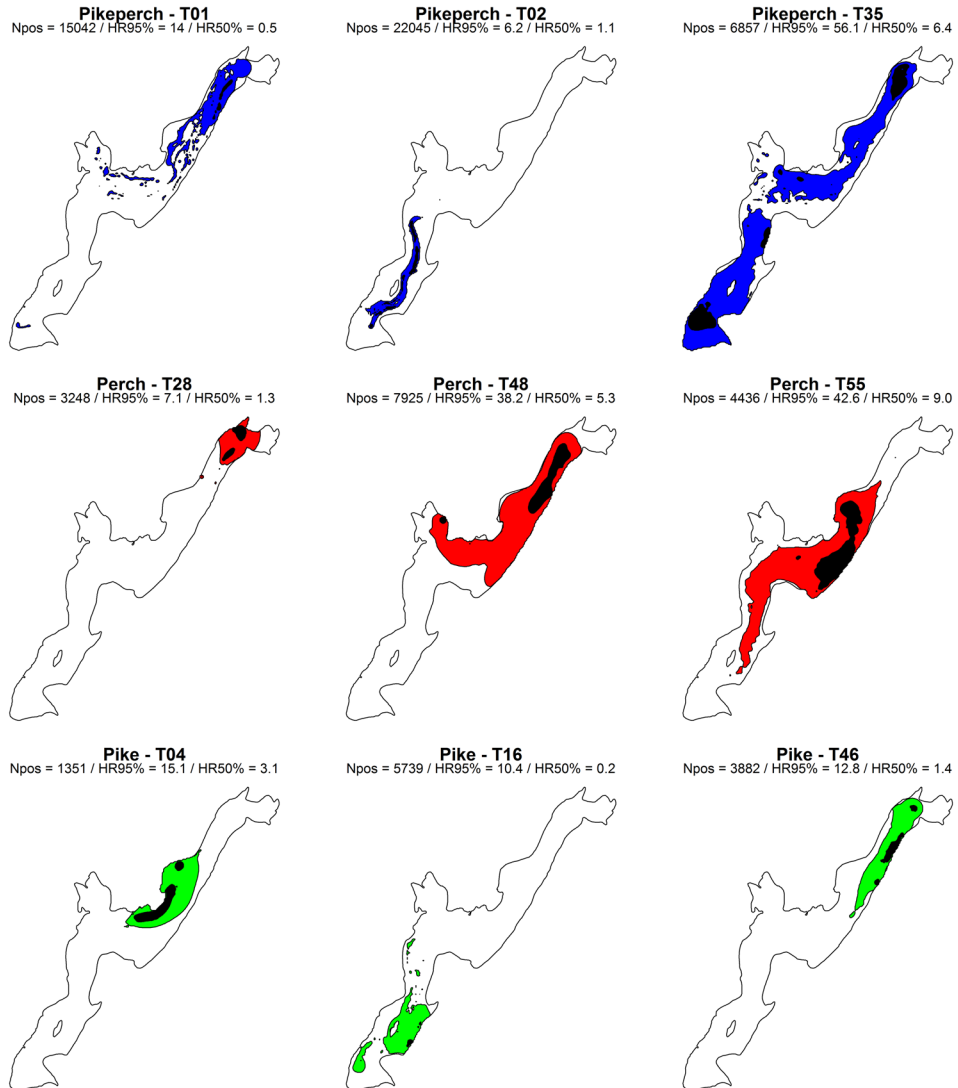 Pikeperch - T01
Npos = 15042 / HR95% = 14 / HR50% = 0.5
Pikeperch - T02
Npos = 22045 / HR95% = 6.2 / HR50% = 1.1
Pikeperch - T35
Npos = 6857 / HR95% = 56.1 / HR50% = 6.4
Perch - T28
Npos = 3248 / HR95% = 7.1 / HR50% = 1.3
Perch - T48
Npos = 7925 / HR95% = 38.2 / HR50% = 5.3
Perch - T55
Npos = 4436 / HR95% = 42.6 / HR50% = 9.0
Pike - T04
Npos = 1351 / HR95% = 15.1 / HR50% = 3.1
Pike - T16
Npos = 5739 / HR95% = 10.4 / HR50% = 0.2
Pike - T46
Npos = 3882 / HR95% = 12.8 / HR50% = 1.4